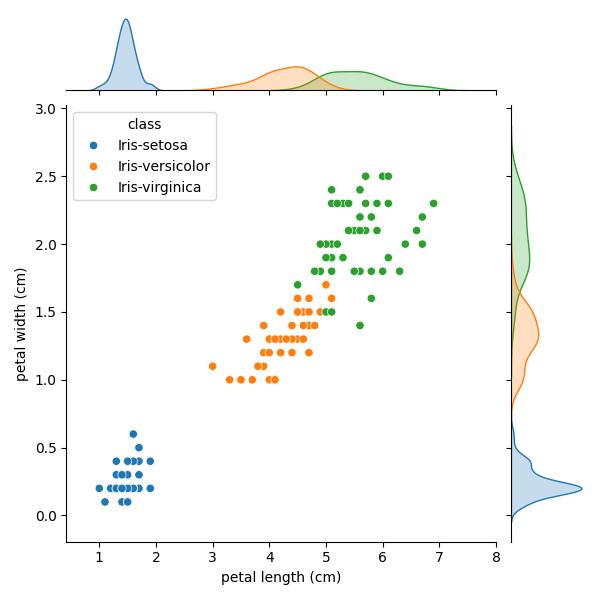 3.0
2.5
2.0
1.5
1.0
0.5
0.0
petal width (cm)
class
Iris-setosa
Iris-versicolor
Iris-virginica
1 2 3 4 5 6 7 8
petal length (cm)